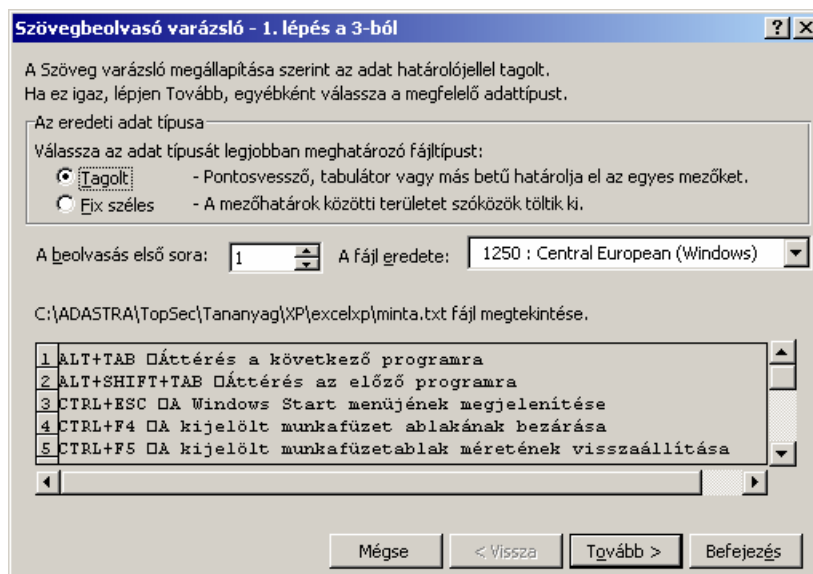 Szövegbeolvasó varázsló - 1. lépés a 3-ból
A Szöveg varázsló megállapítása szerint az adat határolójellel tagolt.
Ha ez igaz, lépjen Tovább, egyébként válassza a megfelelő adattípust.
Az eredeti adat típusa
Válassza az adat típusát legjobban meghatározó fájltípust:
Tagolt - Pontosvessző, tabulátor vagy más betű határolja el az egyes mezőket.
Fix széles - A mezőhatárok közötti területet szóközök töltik ki.
A beolvasás első sora: 1 A fájl eredete: 1250 : Central European (Windows)
C:\ADASTRA\TopSec\Tananyag\XP\excelxp\minta.txt fájl megtekintése.
1 ALT+TAB □Áttérés a következő programra
2 ALT+SHIFT+TAB □Áttérés az előző programra
3 CTRL+ESC □A Windows Start menüjének megjelenítése
4 CTRL+F4 □A kijelölt munkafüzet ablakának bezárása
5 CTRL+F5 □A kijelölt munkafüzetablak méretének visszaállítása
Mégse < Vissza Tovább > Befejezés